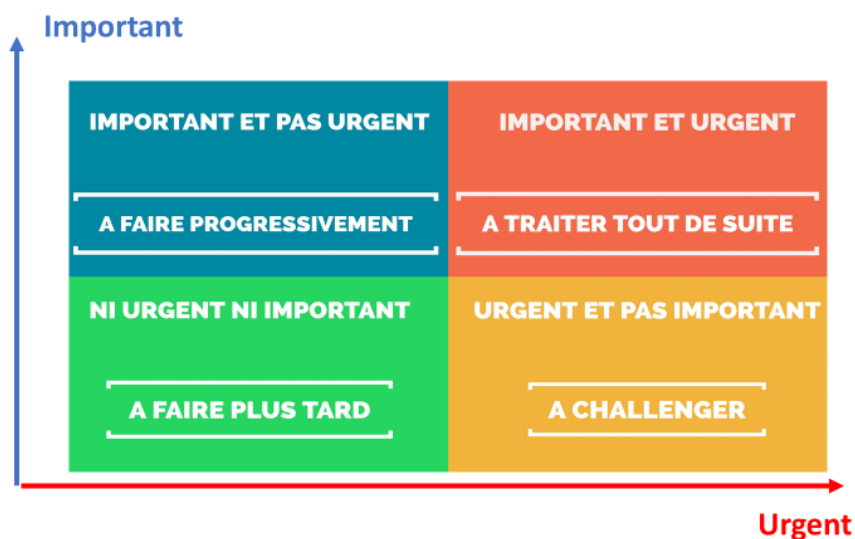 Important
IMPORTANT ET PAS URGENT
A FAIRE PROGRESSIVEMENT
IMPORTANT ET URGENT
A TRAITER TOUT DE SUITE
NI URGENT NI IMPORTANT
A FAIRE PLUS TARD
URGENT ET PAS IMPORTANT
A CHALLENGER
Urgent